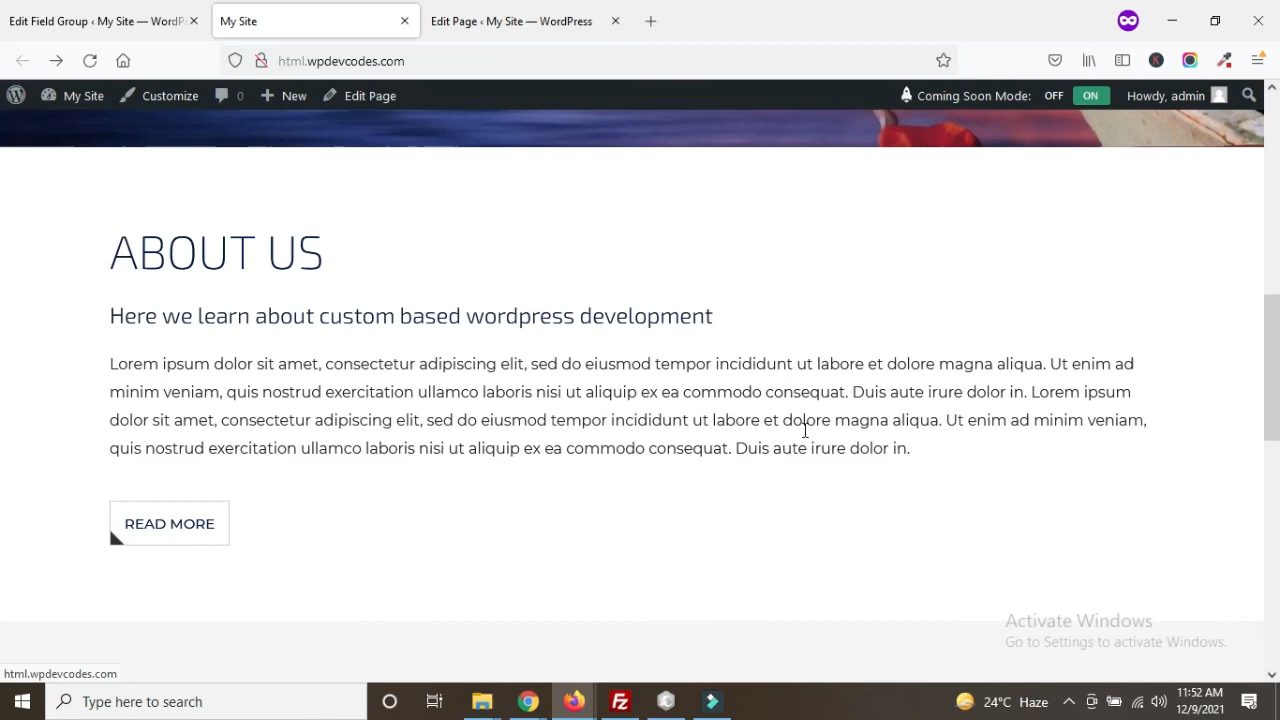 Edit Field Group ‹ My Site — WordP
My Site
Edit Page ‹ My Site — WordPress
html.wpdevcodes.com
My Site
Customize
0
New
Edit Page
Coming Soon Mode:
OFF
ON
Howdy, admin
ABOUT US
Here we learn about custom based wordpress development
Lorem ipsum dolor sit amet, consectetur adipiscing elit, sed do eiusmod tempor incididunt ut labore et dolore magna aliqua. Ut enim ad
minim veniam, quis nostrud exercitation ullamco laboris nisi ut aliquip ex ea commodo consequat. Duis aute irure dolor in. Lorem ipsum
dolor sit amet, consectetur adipiscing elit, sed do eiusmod tempor incididunt ut labore et dolore magna aliqua. Ut enim ad minim veniam,
quis nostrud exercitation ullamco laboris nisi ut aliquip ex ea commodo consequat. Duis aute irure dolor in.
READ MORE
Activate Windows
Go to Settings to activate Windows.
html.wpdevcodes.com
Type here to search
24°C Haze
11:52 AM
12/9/2021